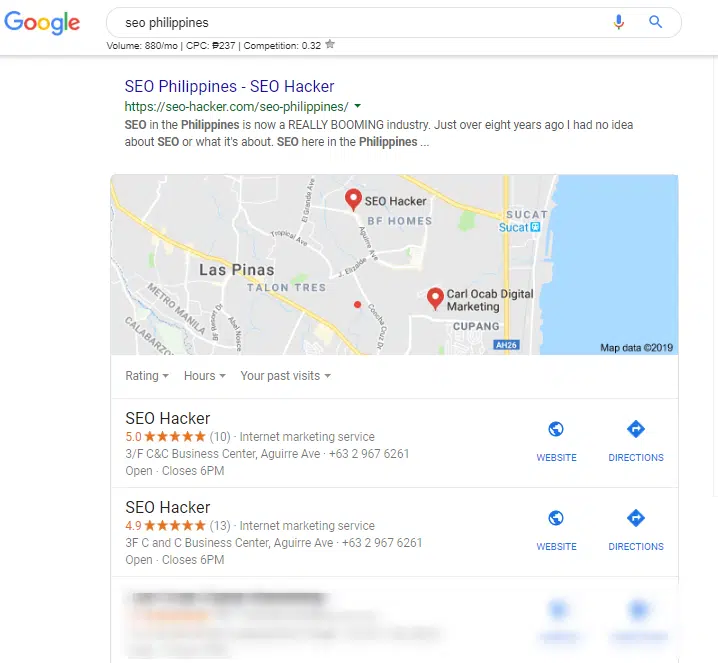 Google
seo philippines
Volume: 880/mo | CPC: ₱237 | Competition: 0.32
SEO Philippines - SEO Hacker
https://seo-hacker.com/seo-philippines/
SEO in the Philippines is now a REALLY BOOMING industry. Just over eight years ago I had no idea
about SEO or what it's about. SEO here in the Philippines ...
El Grande Ave
SEO Hacker
BF HOMES
SUCAT
Sucat
Tropical Ave
Aguirre Ave
Las Pinas
J. Elizalde
TALON TRES
METRO MANILA
CALABARZO
Abel Nosce
Concha Cruz Dr
Carl Ocab Digital
Marketing
CUPANG
AH26
Map data ©2019
Rating
Hours
Your past visits
SEO Hacker
5.0 ★★★★★ (10) · Internet marketing service
3/F C&C Business Center, Aguirre Ave · +63 2 967 6261
Open · Closes 6PM
WEBSITE
DIRECTIONS
SEO Hacker
4.9 ★★★★★ (13) · Internet marketing service
3F C and C Business Center, Aguirre Ave · +63 2 967 6261
Open · Closes 6PM
WEBSITE
DIRECTIONS